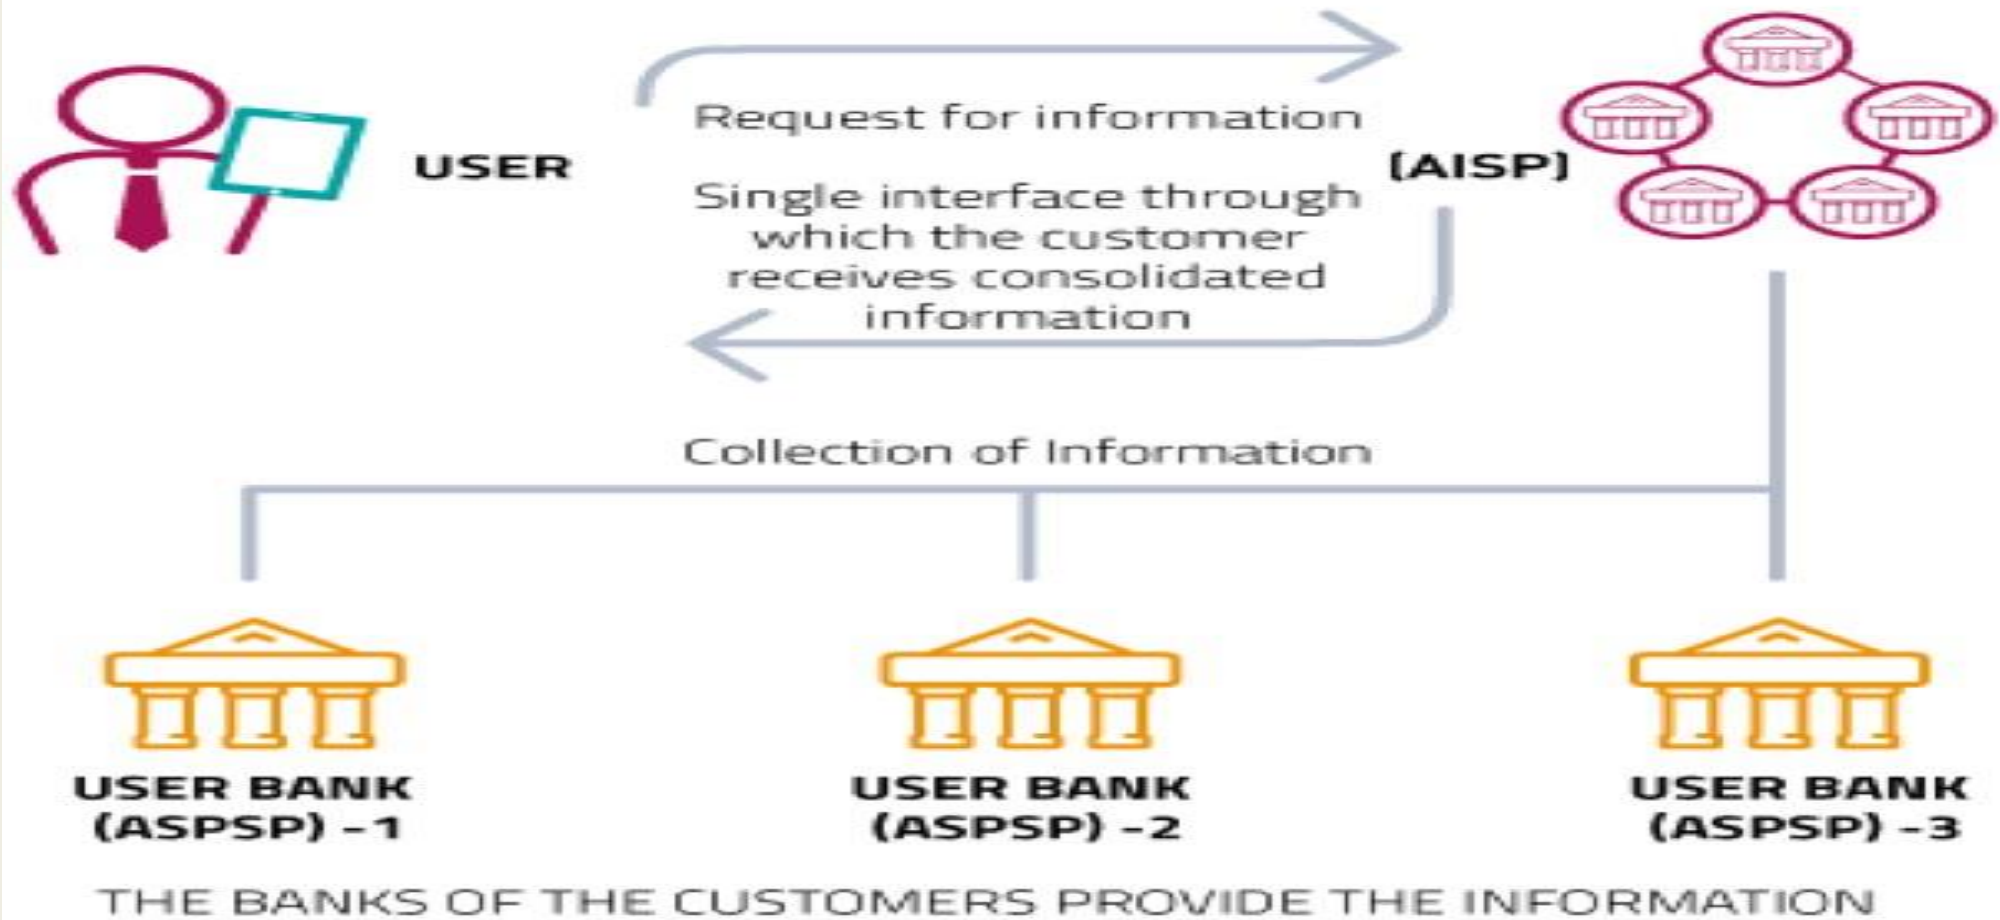 USER
Request for information
(AISP)
Single interface through
which the customer
receives consolidated
information
Collection of Information
USER BANK
(ASPSP) -1
USER BANK
(ASPSP) -2
USER BANK
(ASPSP) -3
THE BANKS OF THE CUSTOMERS PROVIDE THE INFORMATION